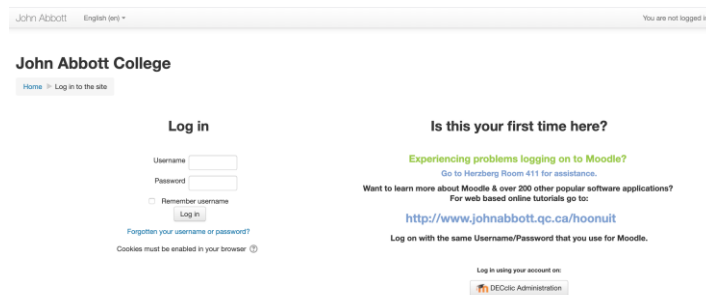 John Abbott English (en)
You are not logged i
John Abbott College
Home Log in to the site
Log in
Username
Password
Remember username
Log in
Forgotten your username or password?
Cookies must be enabled in your browser ?
Is this your first time here?
Experiencing problems logging on to Moodle?
Go to Herzberg Room 411 for assistance.
Want to learn more about Moodle & over 200 other popular software applications?
For web based online tutorials go to:
http://www.johnabbott.qc.ca/hoonuit
Log on with the same Username/Password that you use for Moodle.
Log in using your account on:
DECclic Administration